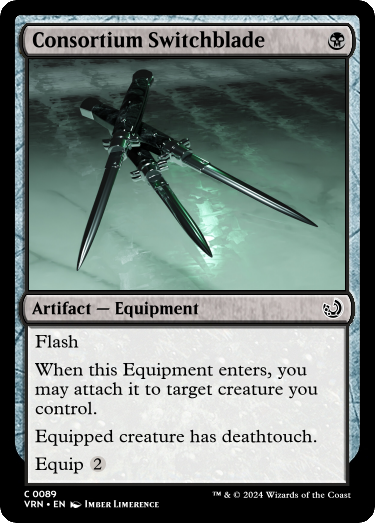 Consortium Switchblade
Artifact — Equipment
Flash
When this Equipment enters, you
may attach it to target creature you
control.
Equipped creature has deathtouch.
Equip 2
C 0089
VRN • EN Imber Limerence
™ & © 2024 Wizards of the Coast